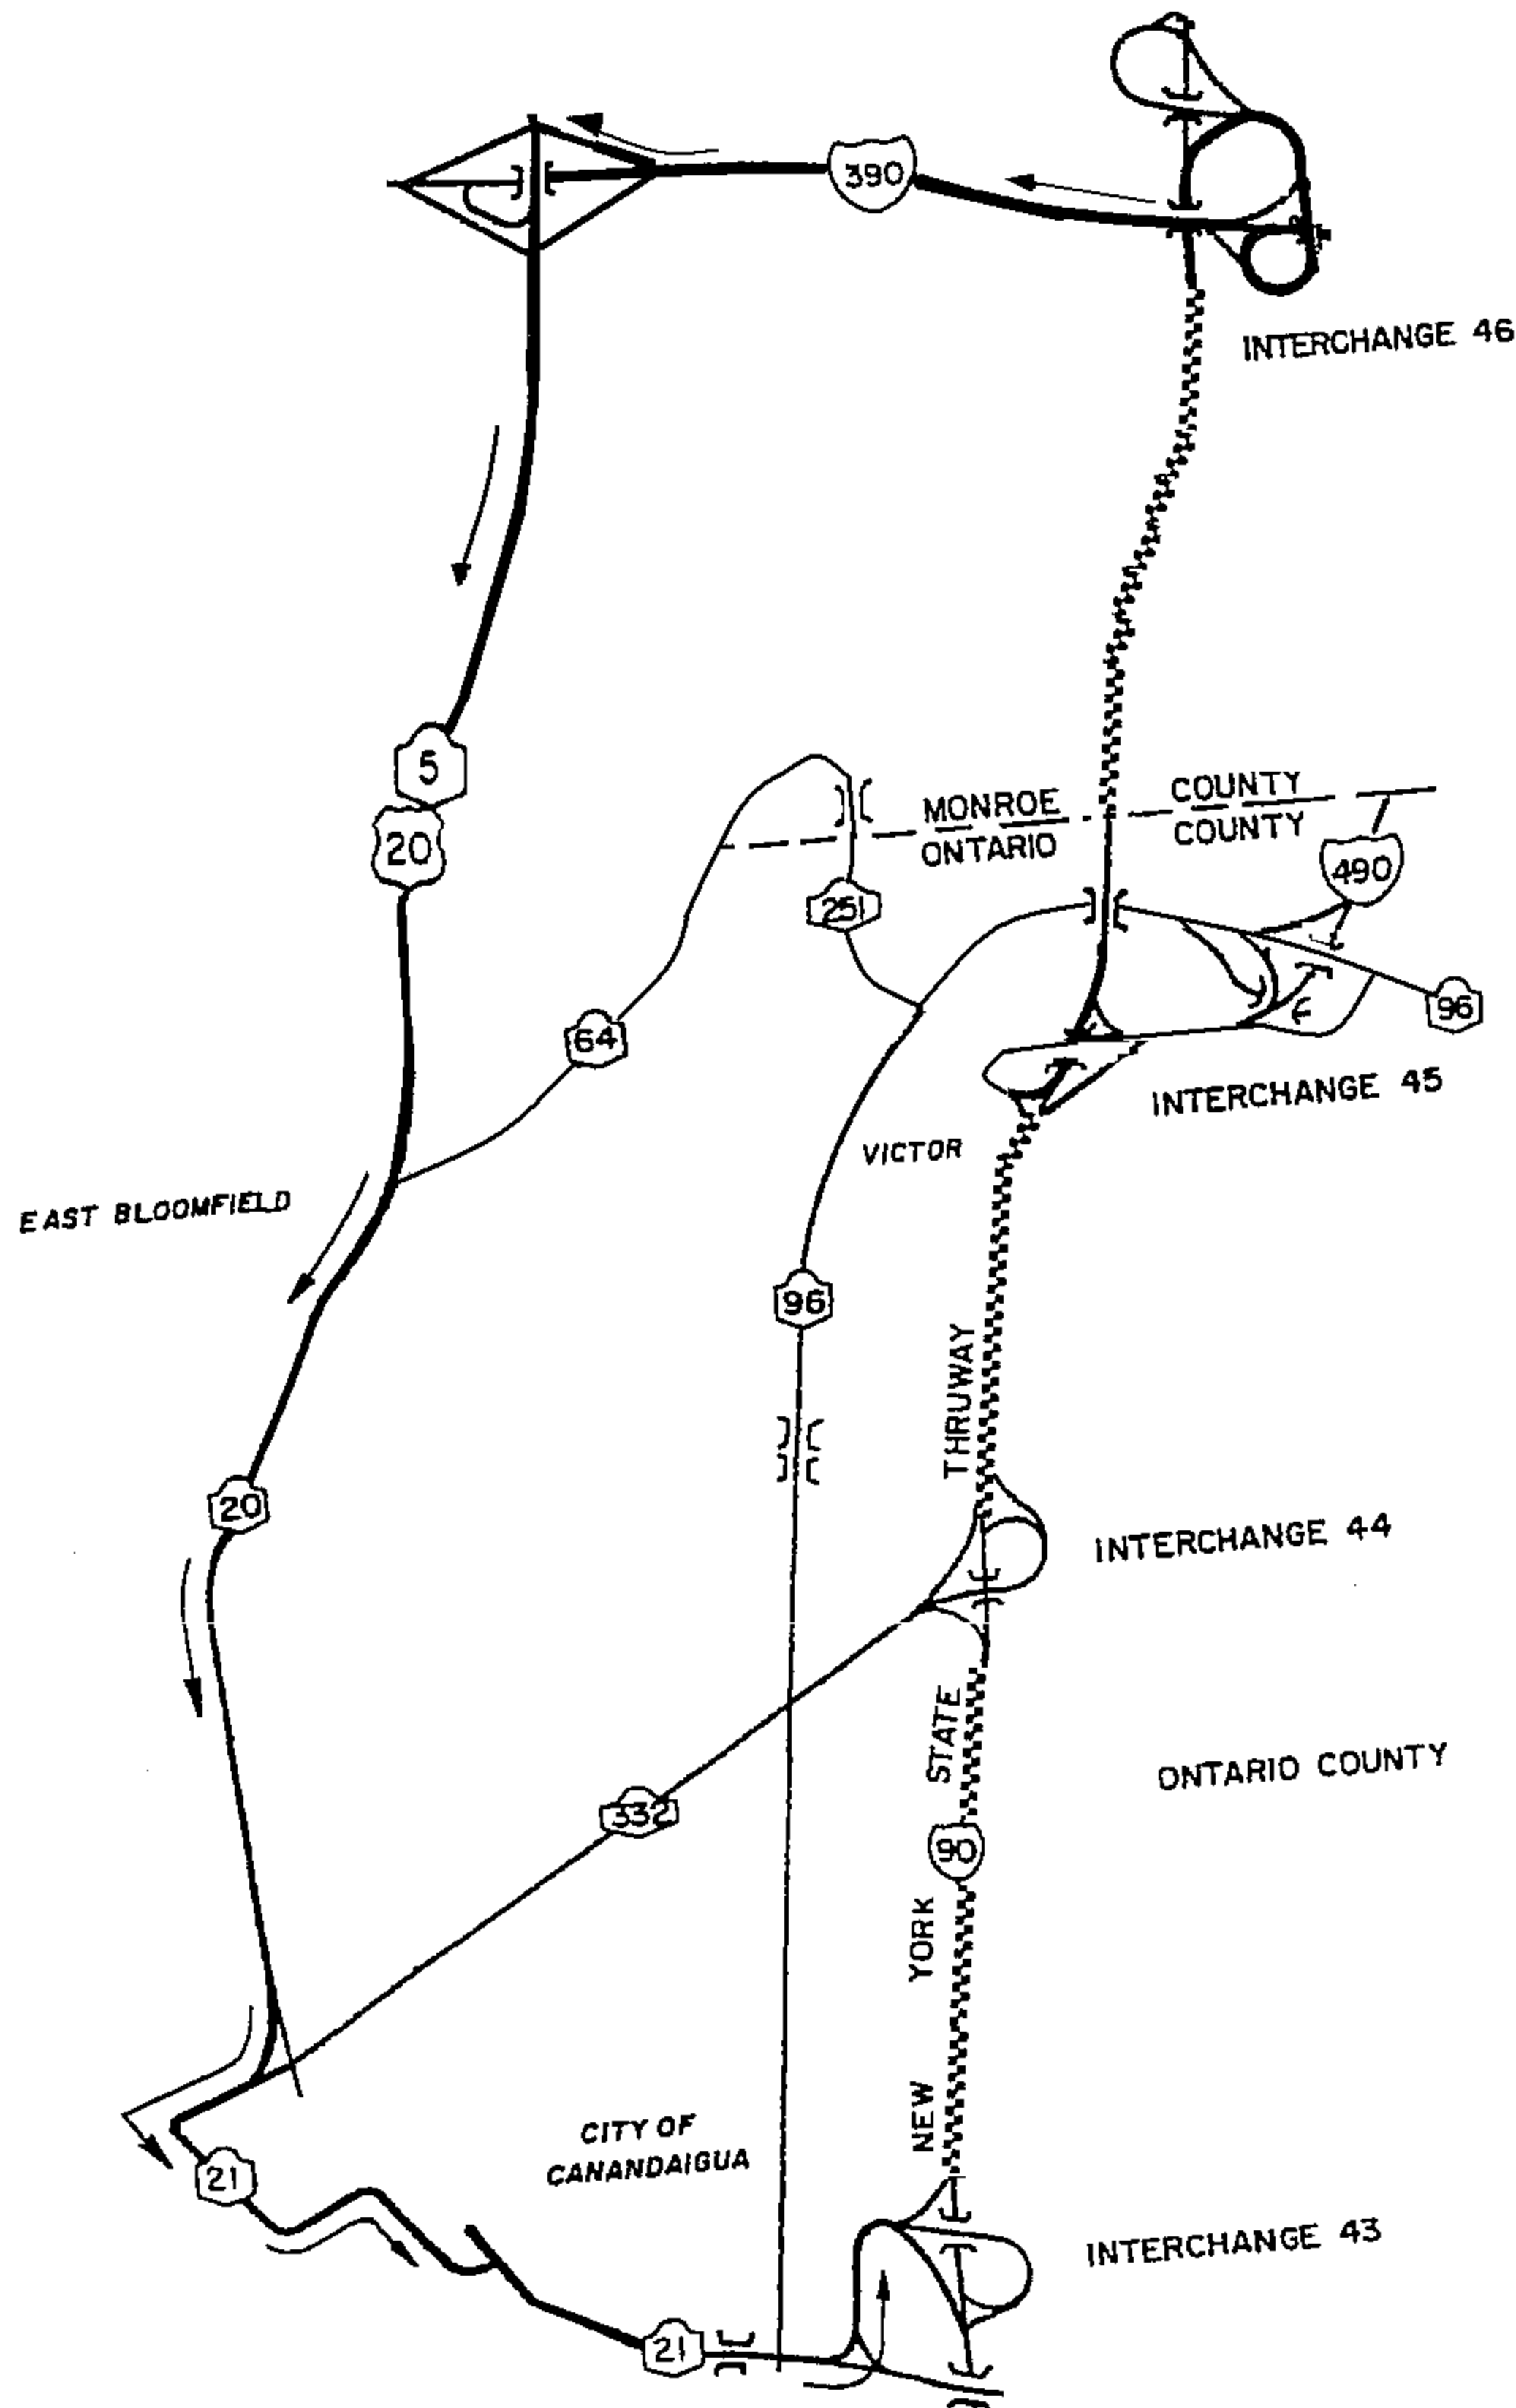 390
INTERCHANGE 46
5
20
MONROE COUNTY
ONTARIO COUNTY
490
251
96
64
INTERCHANGE 45
VICTOR
EAST BLOOMFIELD
96
THRUWAY
20
INTERCHANGE 44
STATE
ONTARIO COUNTY
332
90
YORK
NEW
CITY OF
CANANDAIGUA
21
INTERCHANGE 43
21